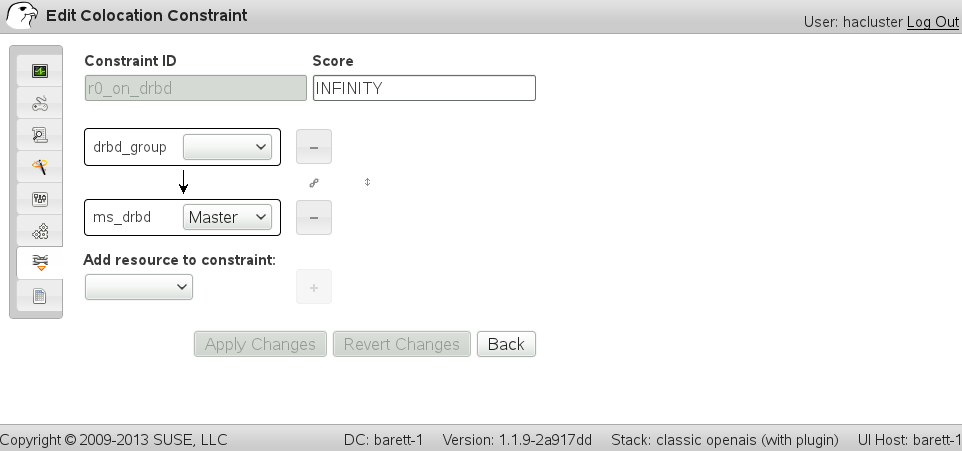 Edit Colocation Constraint
User: hacluster Log Out
Constraint ID Score
r0_on_drbd INFINITY
drbd_group −
ms_drbd Master −
Add resource to constraint:
+
Apply Changes Revert Changes Back
Copyright © 2009-2013 SUSE, LLC DC: barett-1 Version: 1.1.9-2a917dd Stack: classic openais (with plugin) UI Host: barett-1